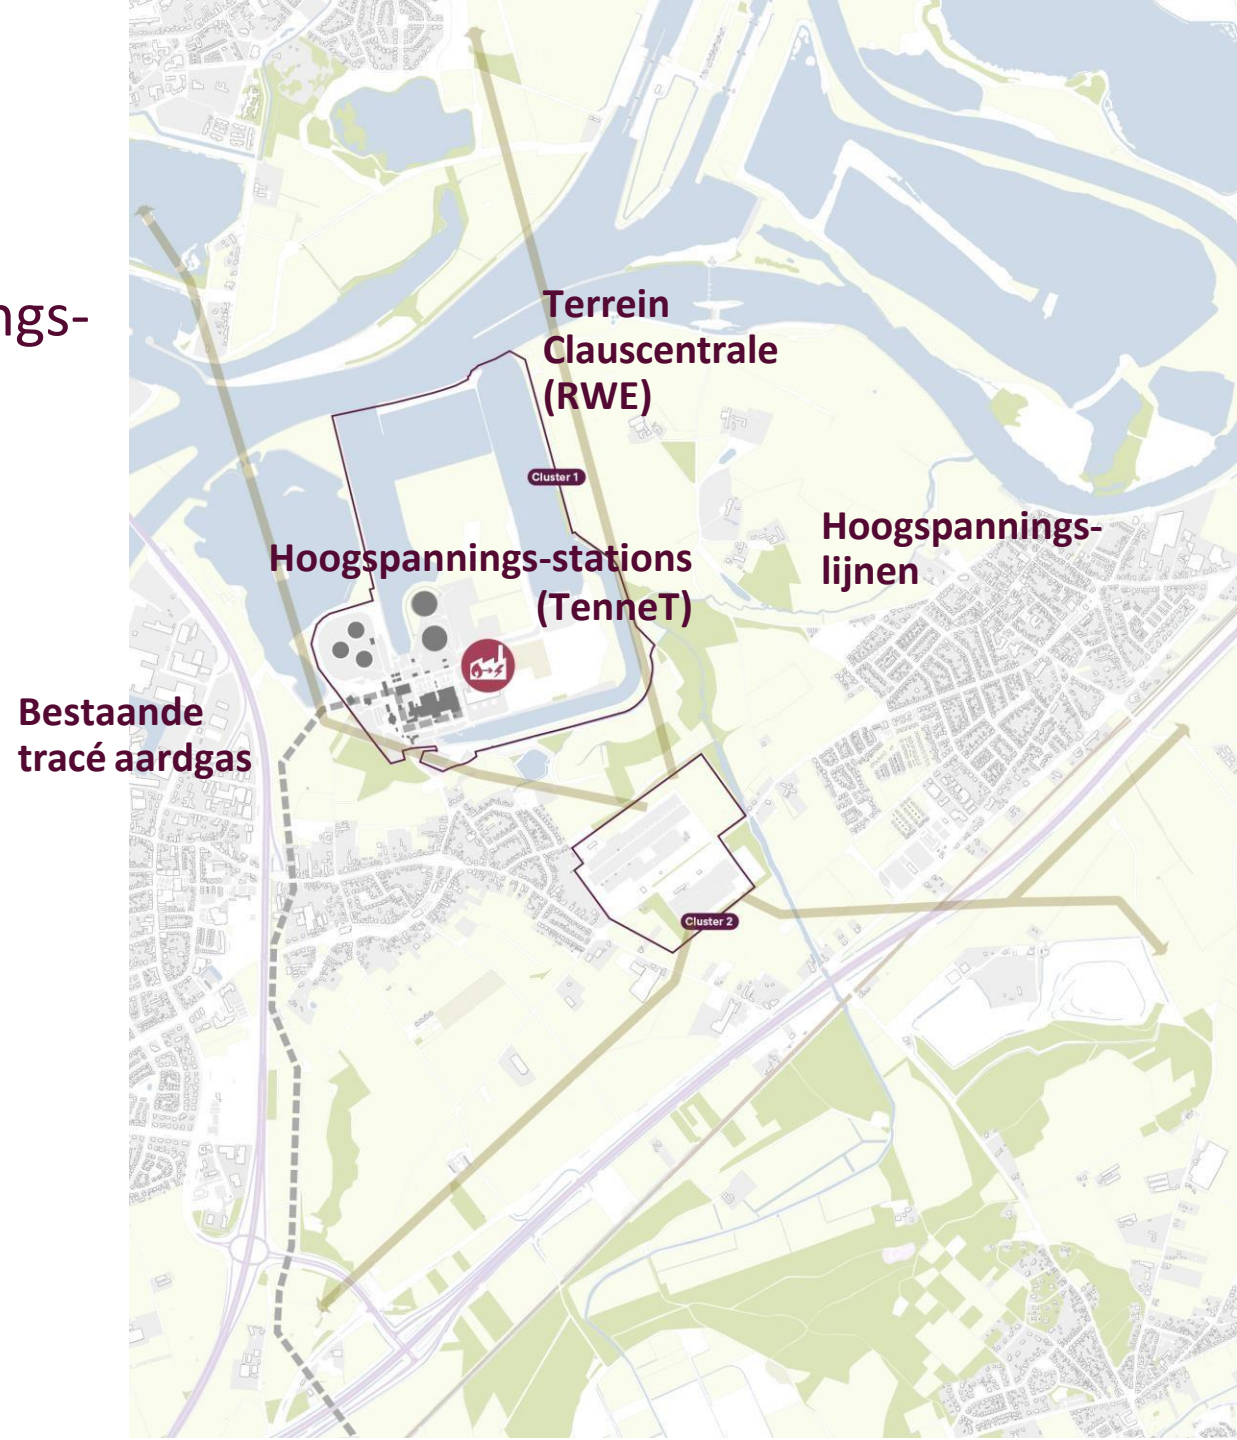 ngs-
Terrein
Clauscentrale
(RWE)
Cluster 1
Hoogspannings-
lijnen
Hoogspannings-stations
(TenneT)
Bestaande
tracé aardgas
Cluster 2